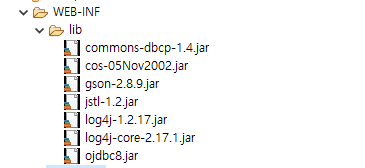 WEB-INF
lib
commons-dbcp-1.4.jar
cos-05Nov2002.jar
gson-2.8.9.jar
jstl-1.2.jar
log4j-1.2.17.jar
log4j-core-2.17.1.jar
ojdbc8.jar